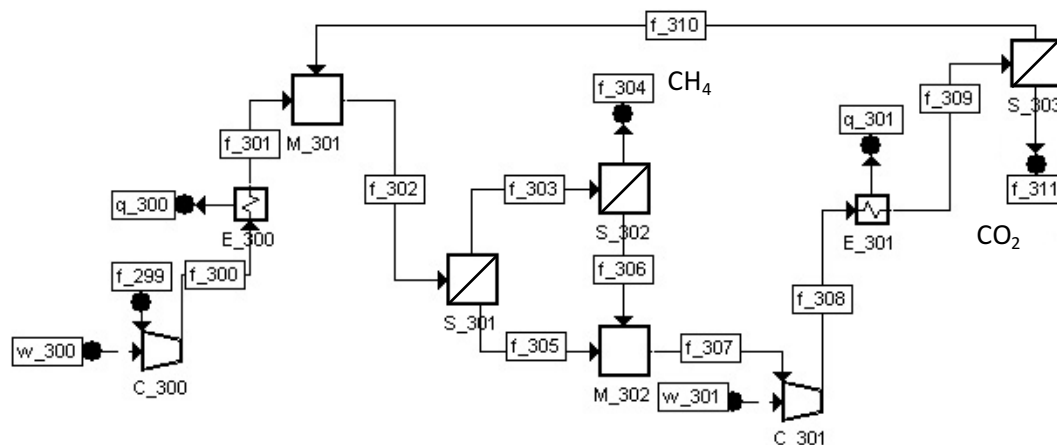 f_310
f_304
CH₄
f_309
S_303
q_301
f_301
M_301
f_302
f_303
f_311
q_300
E_300
S_302
E_301
CO₂
f_299
f_300
f_306
f_308
S_301
w_300
f_305
f_307
C_300
M_302
w_301
C_301